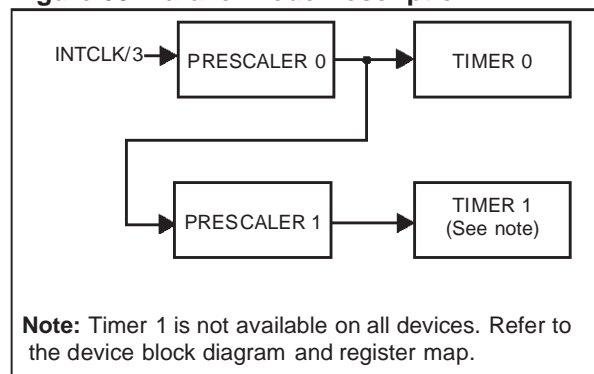 INTCLK/3
PRESCALER 0
TIMER 0
PRESCALER 1
TIMER 1
(See note)
Note: Timer 1 is not available on all devices. Refer to
the device block diagram and register map.